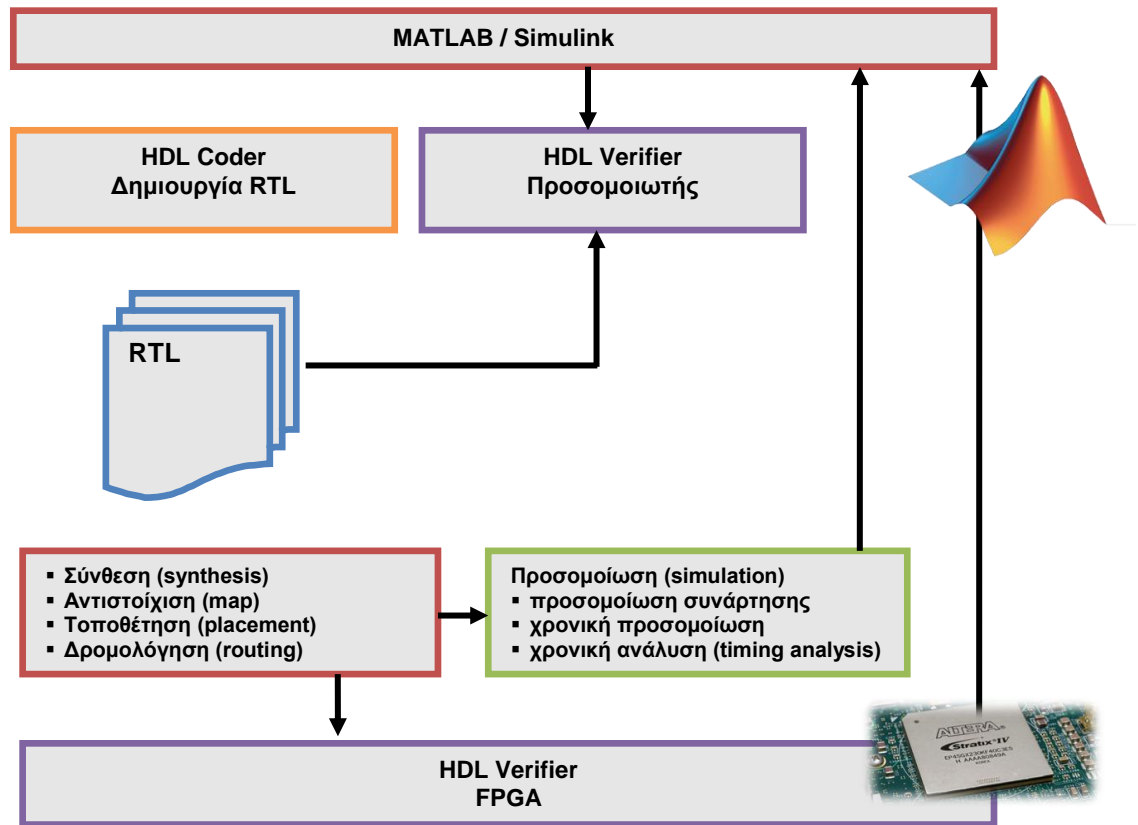 MATLAB / Simulink
HDL Coder
Δημιουργία RTL
HDL Verifier
Προσομοιωτής
RTL
▪ Σύνθεση (synthesis)
▪ Αντιστοίχιση (map)
▪ Τοποθέτηση (placement)
▪ Δρομολόγηση (routing)
Προσομοίωση (simulation)
▪ προσομοίωση συνάρτησης
▪ χρονική προσομοίωση
▪ χρονική ανάλυση (timing analysis)
HDL Verifier
FPGA
ALTERA®
Stratix IV